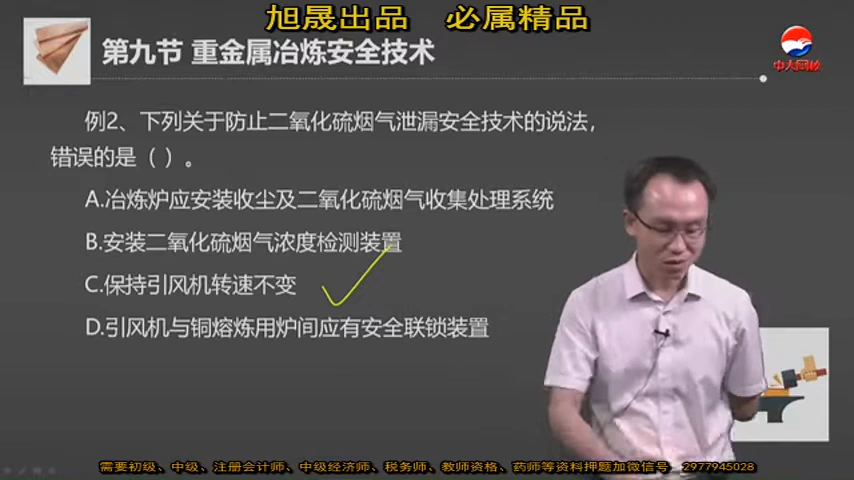 旭晟出品 必属精品
第九节 重金属冶炼安全技术
中大网校
例2、下列关于防止二氧化硫烟气泄漏安全技术的说法，
错误的是（ ）。
A.冶炼炉应安装收尘及二氧化硫烟气收集处理系统
B.安装二氧化硫烟气浓度检测装置
C.保持引风机转速不变
D.引风机与铜熔炼用炉间应有安全联锁装置
需要初级、中级、注册会计师、中级经济师、税务师、教师资格、药师等资料押题加微信号 2977945028